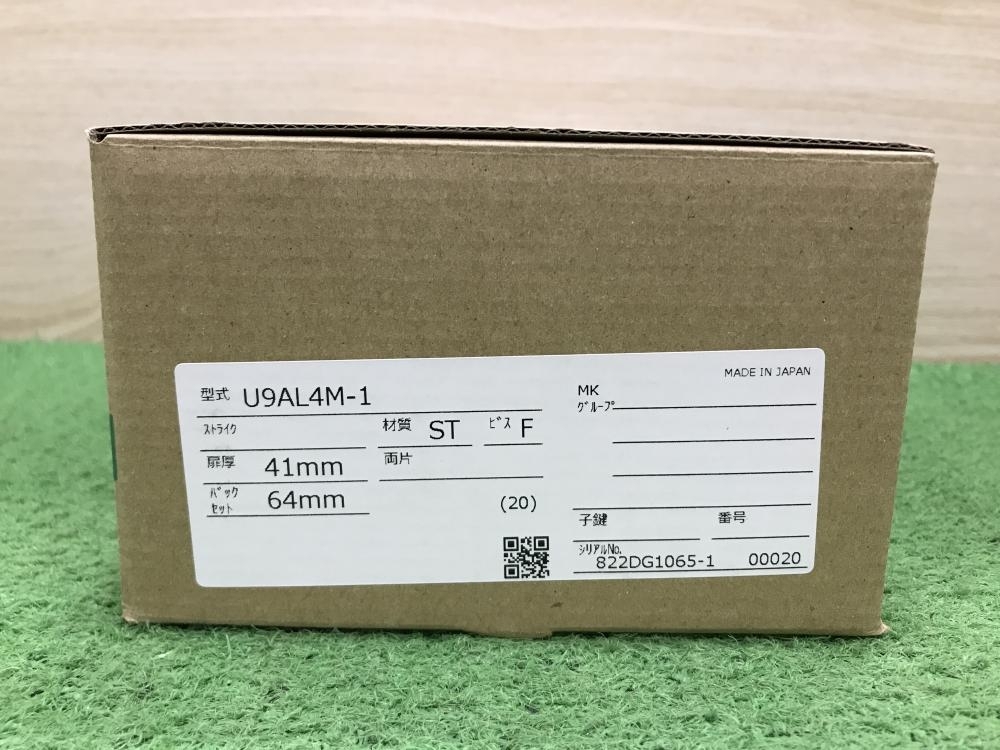 型式 U9AL4M-1
ｽﾄﾗｲｸ
材質 ST ﾋﾞｽ F
扉厚 41mm
両片
ﾊﾞｯｸ
ｾｯﾄ 64mm
(20)
MADE IN JAPAN
MK
ｸﾞﾙｰﾌﾟ
子鍵 番号
ｼﾘｱﾙNo.
822DG1065-1 00020